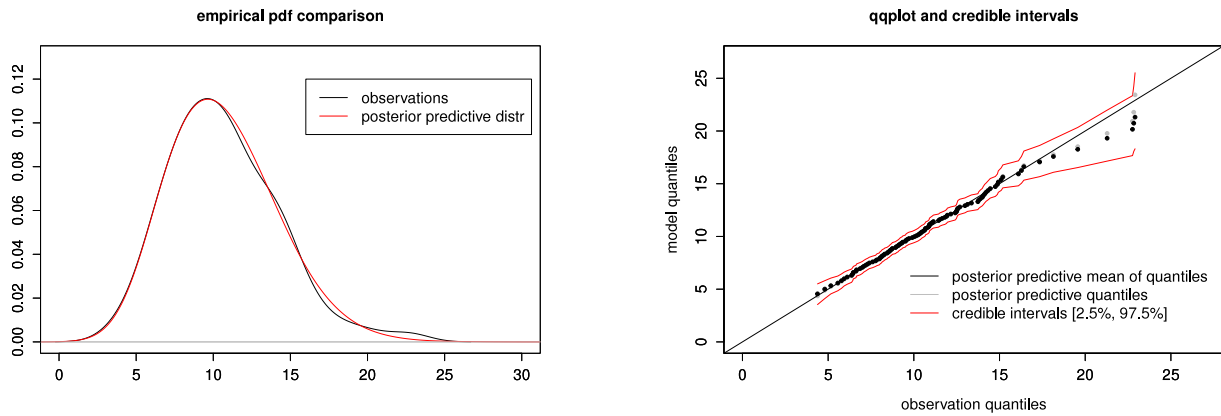 empirical pdf comparison
0.00 0.02 0.04 0.06 0.08 0.10 0.12
observations
posterior predictive distr
0 5 10 15 20 25 30
qqplot and credible intervals
model quantiles
0 5 10 15 20 25
posterior predictive mean of quantiles
posterior predictive quantiles
credible intervals [2.5%, 97.5%]
0 5 10 15 20 25
observation quantiles